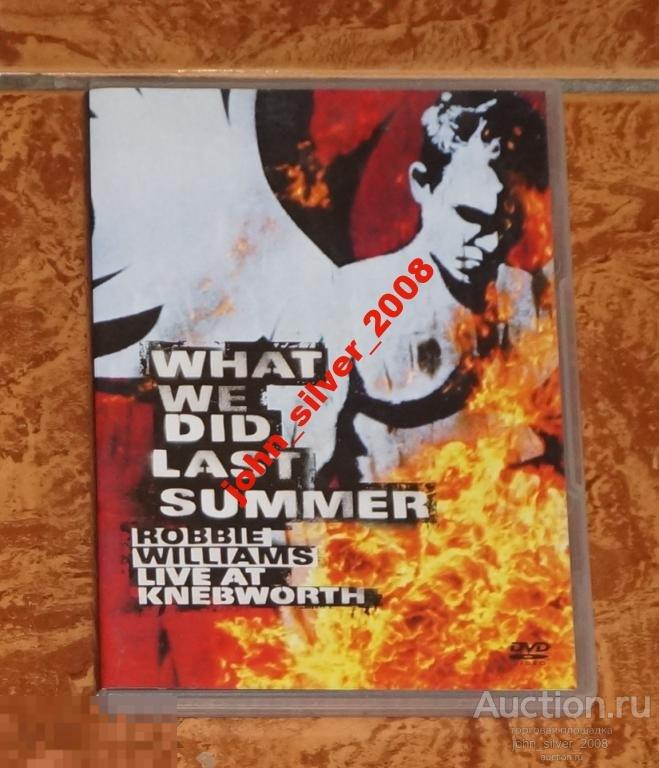 WHAT
WE
DID
LAST
SUMMER
ROBBIE
WILLIAMS
LIVE AT
KNEBWORTH
john_silver_2008
DVD
VIDEO
Auction.ru
торговая площадка
john_silver_2008
auction.ru